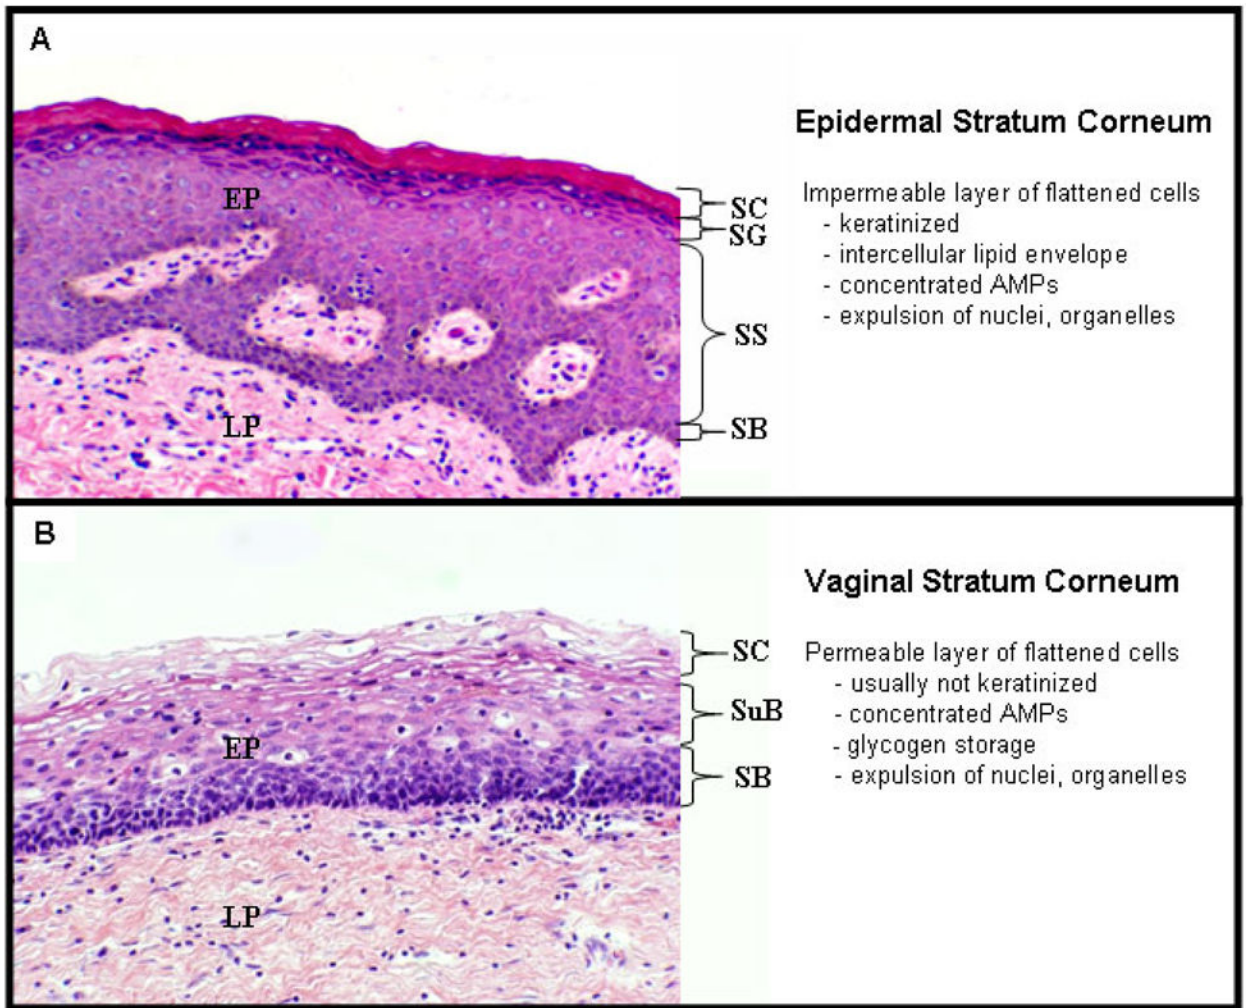 A
Epidermal Stratum Corneum
Impermeable layer of flattened cells
- keratinized
- intercellular lipid envelope
- concentrated AMPs
- expulsion of nuclei, organelles
EP
SC
SG
SS
LP
SB
B
Vaginal Stratum Corneum
Permeable layer of flattened cells
- usually not keratinized
- concentrated AMPs
- glycogen storage
- expulsion of nuclei, organelles
SC
SuB
EP
SB
LP